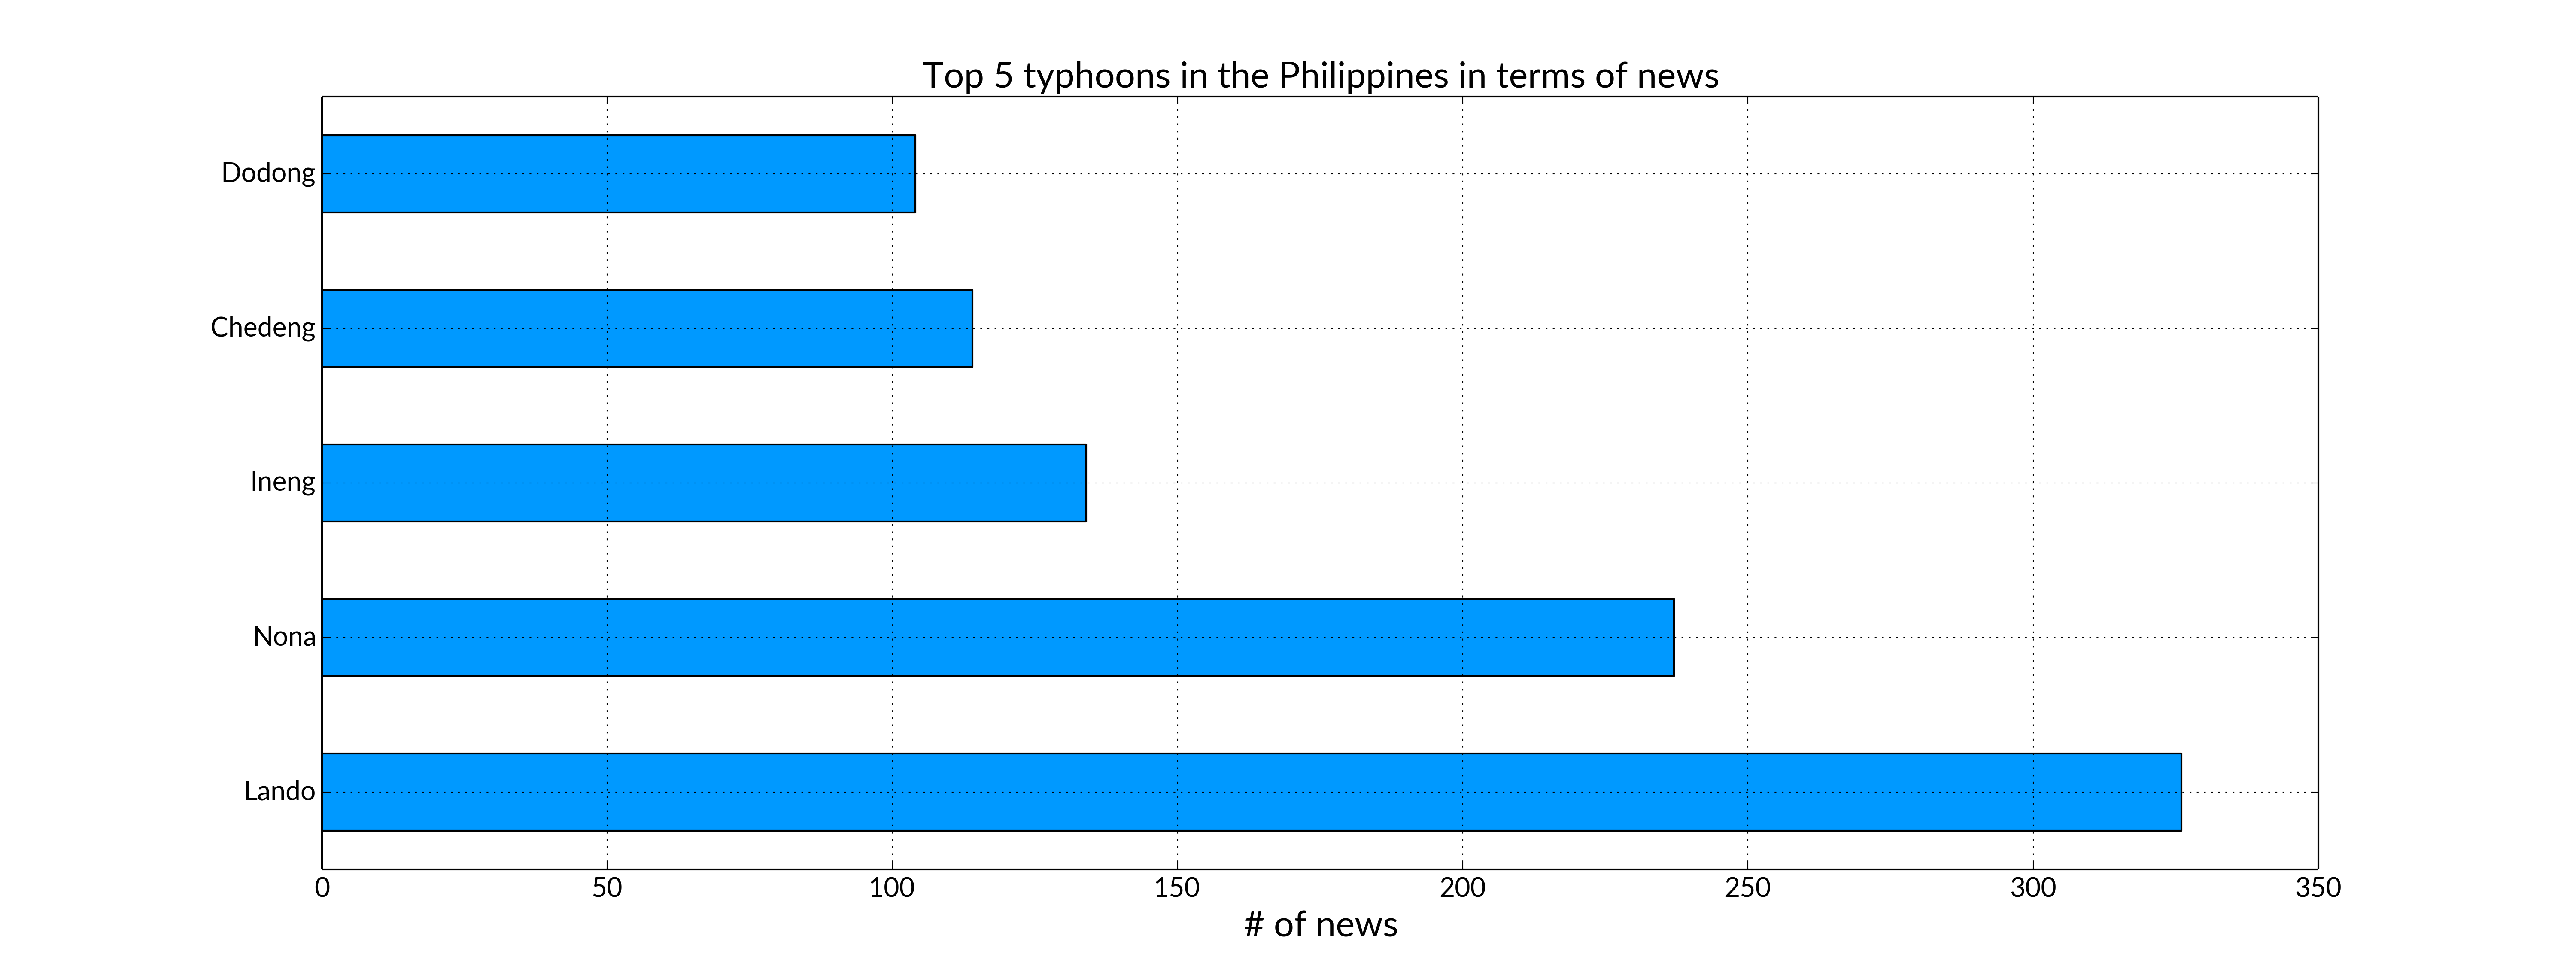 Top 5 typhoons in the Philippines in terms of news
Dodong
Chedeng
Ineng
Nona
Lando
0 50 100 150 200 250 300 350
# of news